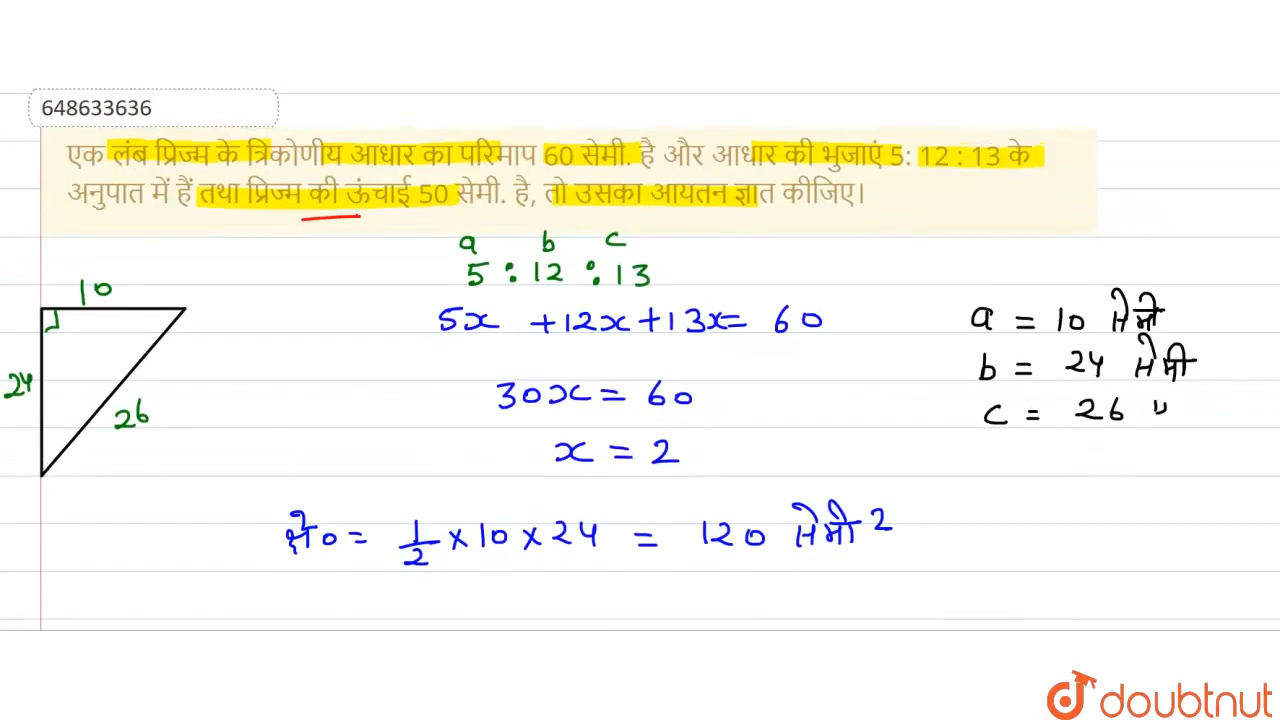 648633636
एक लंब प्रिज्म के त्रिकोणीय आधार का परिमाप 60 सेमी. है और आधार की भुजाएं 5: 12 : 13 के
अनुपात में हैं तथा प्रिज्म की ऊंचाई 50 सेमी. है, तो उसका आयतन ज्ञात कीजिए।
a b c
5 : 12 : 13
10
24
26
5x + 12x + 13x = 60
30x = 60
x = 2
a = 10 सेमी
b = 24 सेमी
c = 26 "
क्षे० = 1/2 × 10 × 24 = 120 सेमी 2
doubtnut